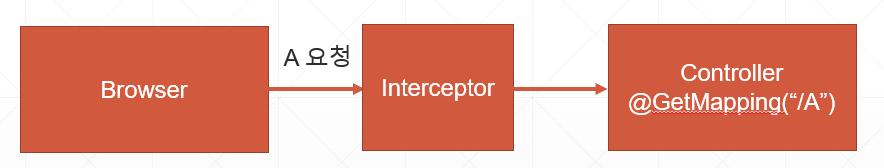 Browser
A 요청
Interceptor
Controller
@GetMapping(“/A”)